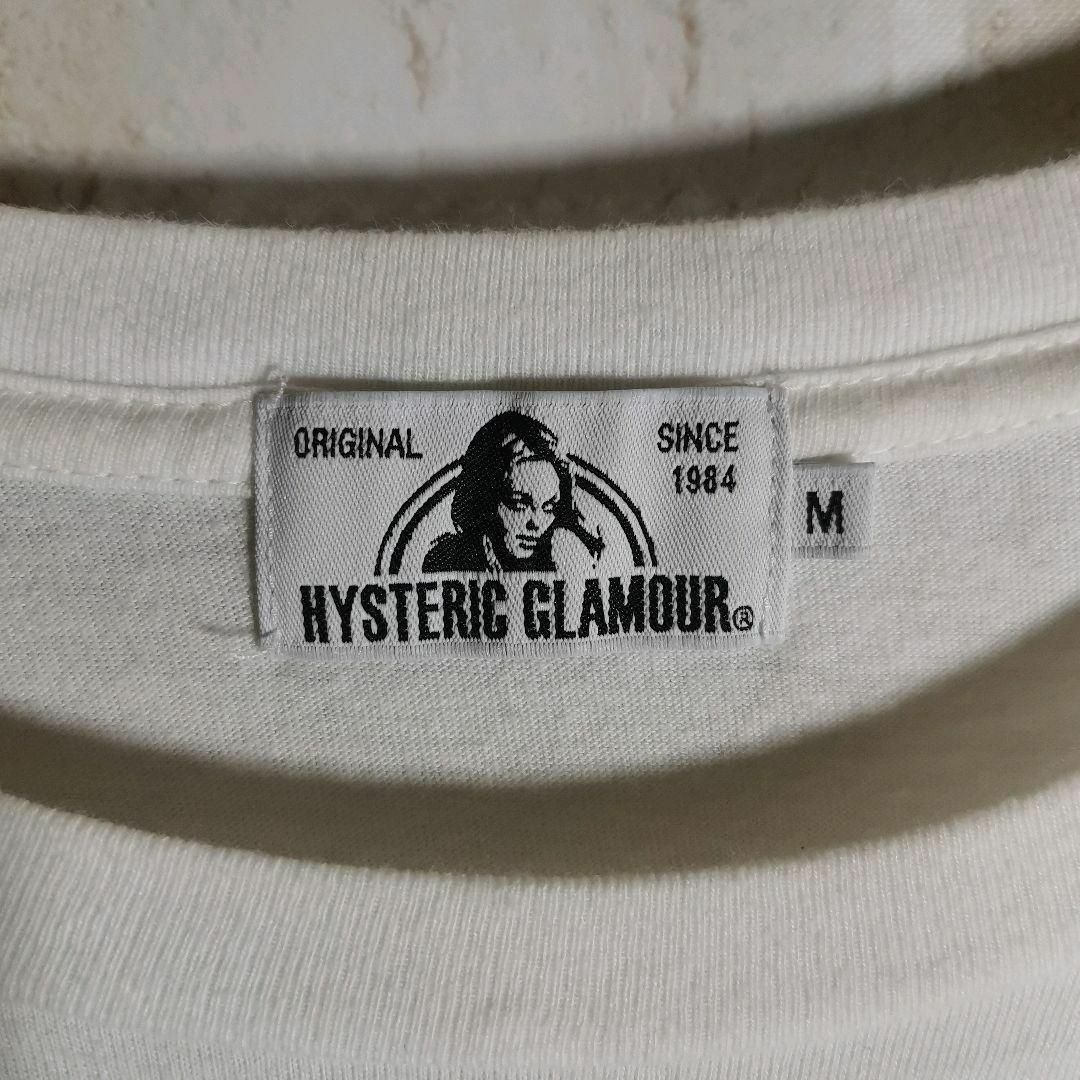 ORIGINAL
SINCE
1984
HYSTERIC GLAMOUR®
M